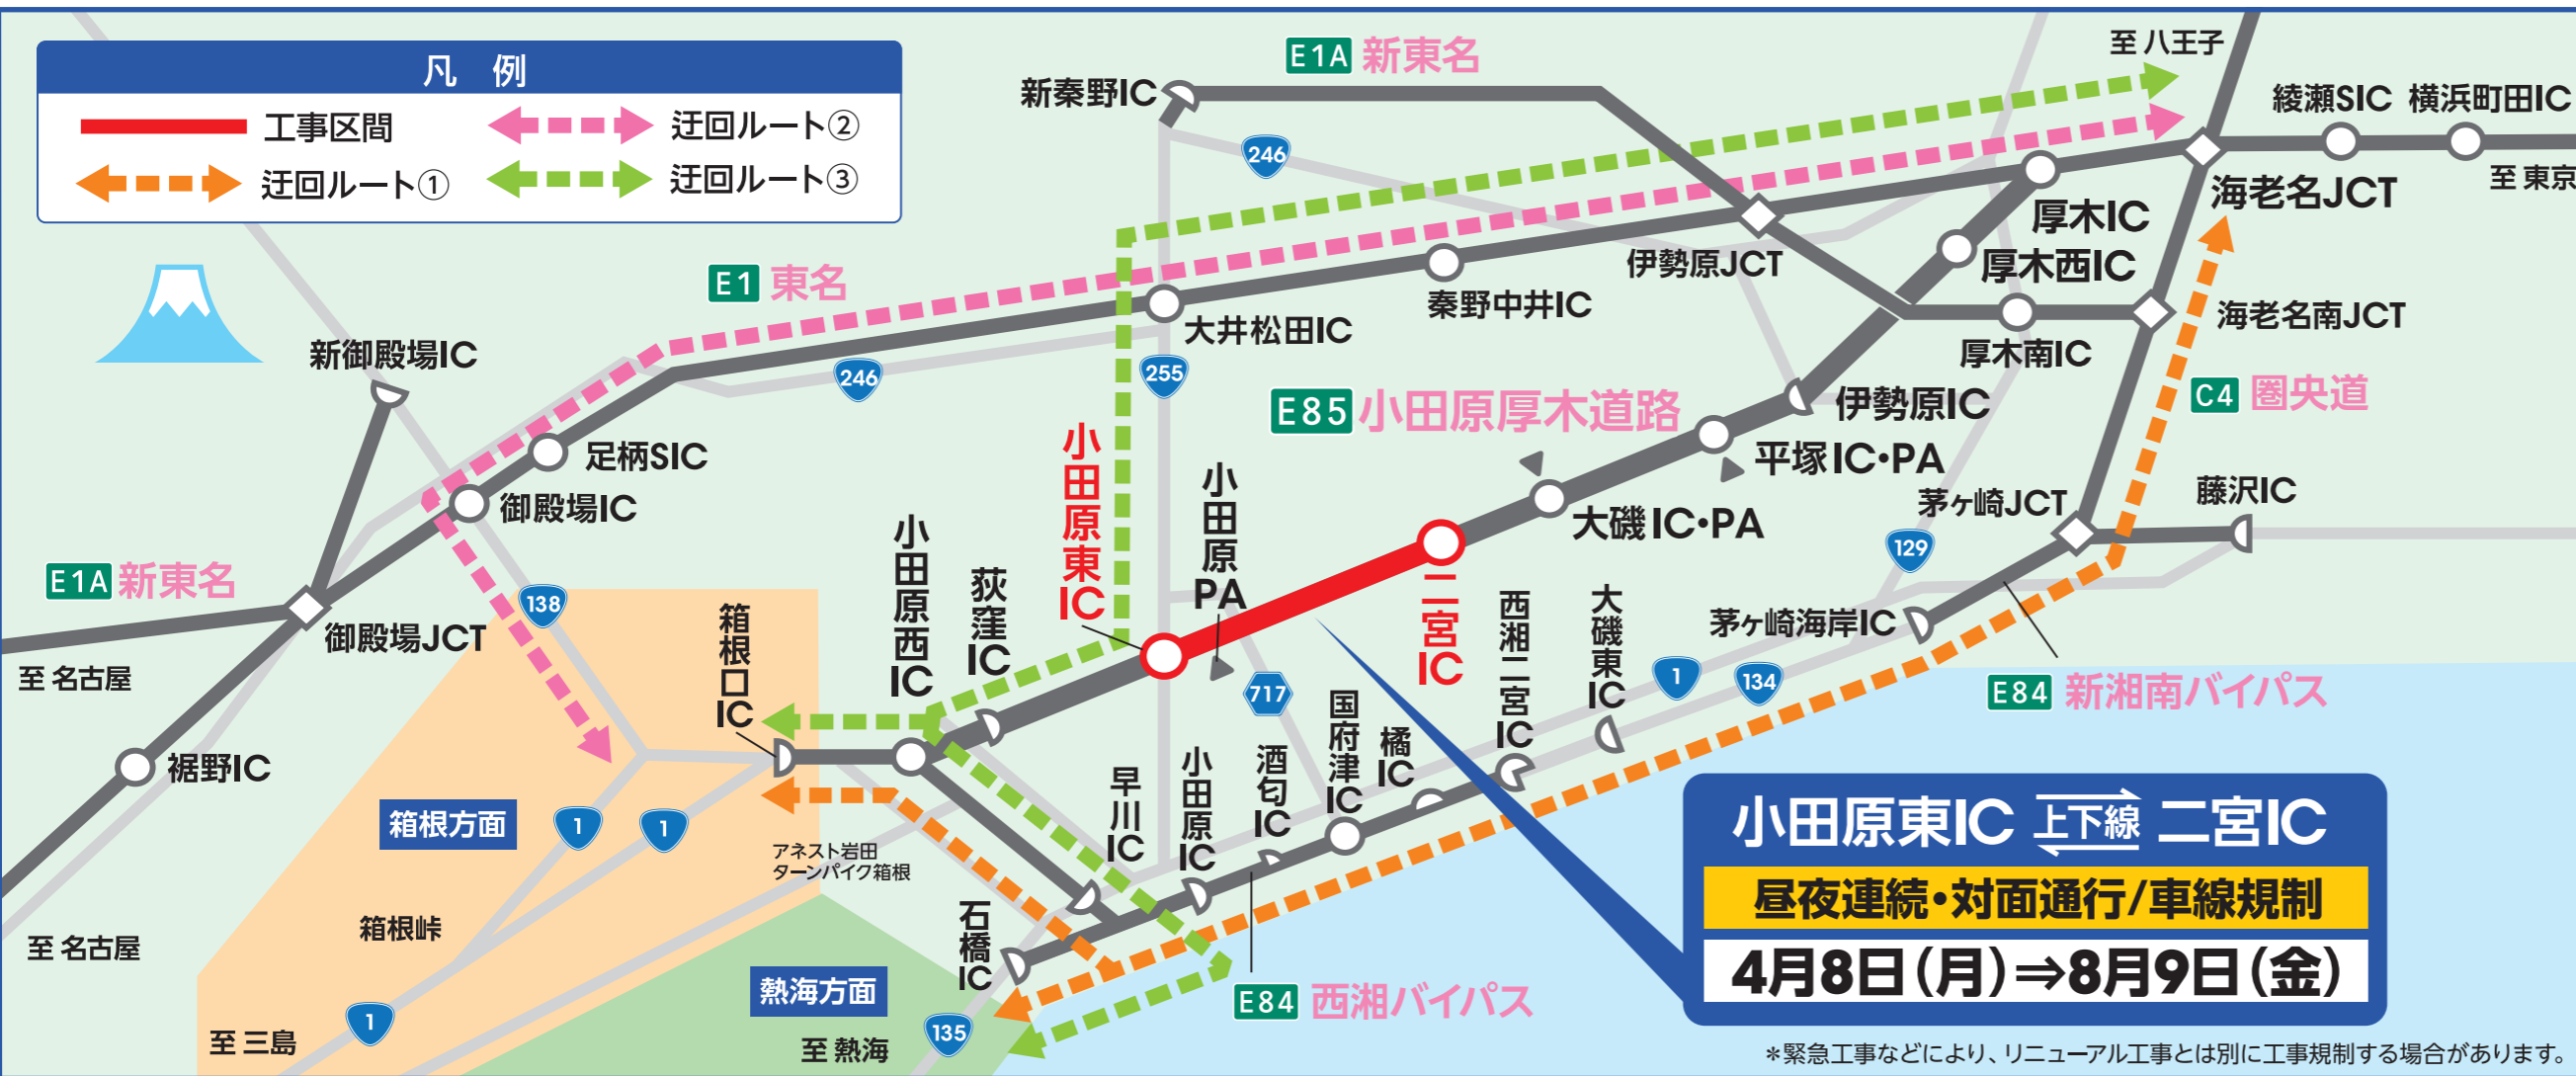 凡 例
工事区間
迂回ルート①
迂回ルート②
迂回ルート③
新秦野IC
E1A 新東名
至 八王子
綾瀬SIC
横浜町田IC
至 東京
海老名JCT
246
厚木IC
厚木西IC
伊勢原JCT
海老名南JCT
厚木南IC
秦野中井IC
大井松田IC
E1 東名
新御殿場IC
246
255
E85 小田原厚木道路
伊勢原IC
平塚IC・PA
大磯IC・PA
C4 圏央道
藤沢IC
茅ヶ崎JCT
129
足柄SIC
御殿場IC
E1A 新東名
御殿場JCT
至 名古屋
裾野IC
至 名古屋
138
箱根口IC
小田原西IC
荻窪IC
小田原東IC
小田原PA
二宮IC
717
西湘二宮IC
大磯東IC
茅ヶ崎海岸IC
1
134
E84 新湘南バイパス
国府津IC
橘IC
酒匂IC
小田原IC
早川IC
石橋IC
箱根方面
1
1
アネスト岩田
ターンパイク箱根
箱根峠
1
至 三島
熱海方面
至 熱海
135
E84 西湘バイパス
小田原東IC 上下線 二宮IC
昼夜連続・対面通行/車線規制
4月8日(月)⇒8月9日(金)
*緊急工事などにより、リニューアル工事とは別に工事規制する場合があります。